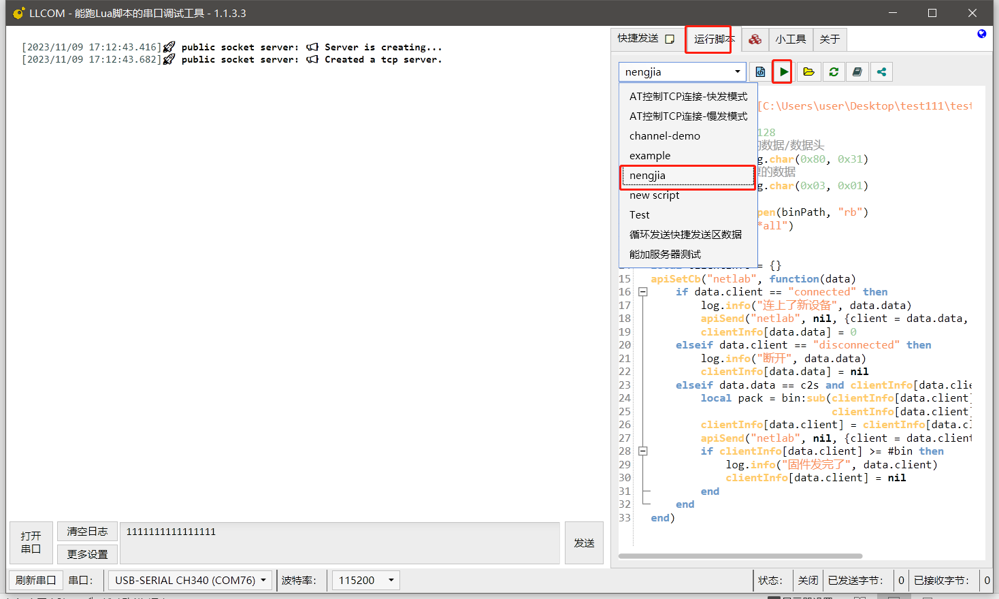 LLCOM - 能跑Lua脚本的串口调试工具 - 1.1.3.3
[2023/11/09 17:12:43.416] public socket server: Server is creating...
[2023/11/09 17:12:43.682] public socket server: Created a tcp server.
快捷发送 运行脚本 小工具 关于
nengjia
AT控制TCP连接-快发模式
AT控制TCP连接-慢发模式
channel-demo
example
nengjia
new script
Test
循环发送快捷发送区数据
能加服务器测试
[C:\Users\user\Desktop\test111\test
128
的数据/数据头
g.char(0x80, 0x31)
的数据
g.char(0x03, 0x01)
pen(binPath, "rb")
*all")
= {}
15 apiSetCb("netlab", function(data)
16 if data.client == "connected" then
17 log.info("连上了新设备", data.data)
18 apiSend("netlab", nil, {client = data.data,
19 clientInfo[data.data] = 0
20 elseif data.client == "disconnected" then
21 log.info("断开", data.data)
22 clientInfo[data.data] = nil
23 elseif data.data == c2s and clientInfo[data.clie
24 local pack = bin:sub(clientInfo[data.client]
25 clientInfo[data.client]
26 clientInfo[data.client] = clientInfo[data.cl
27 apiSend("netlab", nil, {client = data.client
28 if clientInfo[data.client] >= #bin then
29 log.info("固件发完了", data.client)
30 clientInfo[data.client] = nil
31 end
32 end
33 end)
打开串口
清空日志
更多设置
1111111111111111
发送
刷新串口 串口： USB-SERIAL CH340 (COM76) 波特率： 115200 状态： 关闭 已发送字节： 0 已接收字节： 0